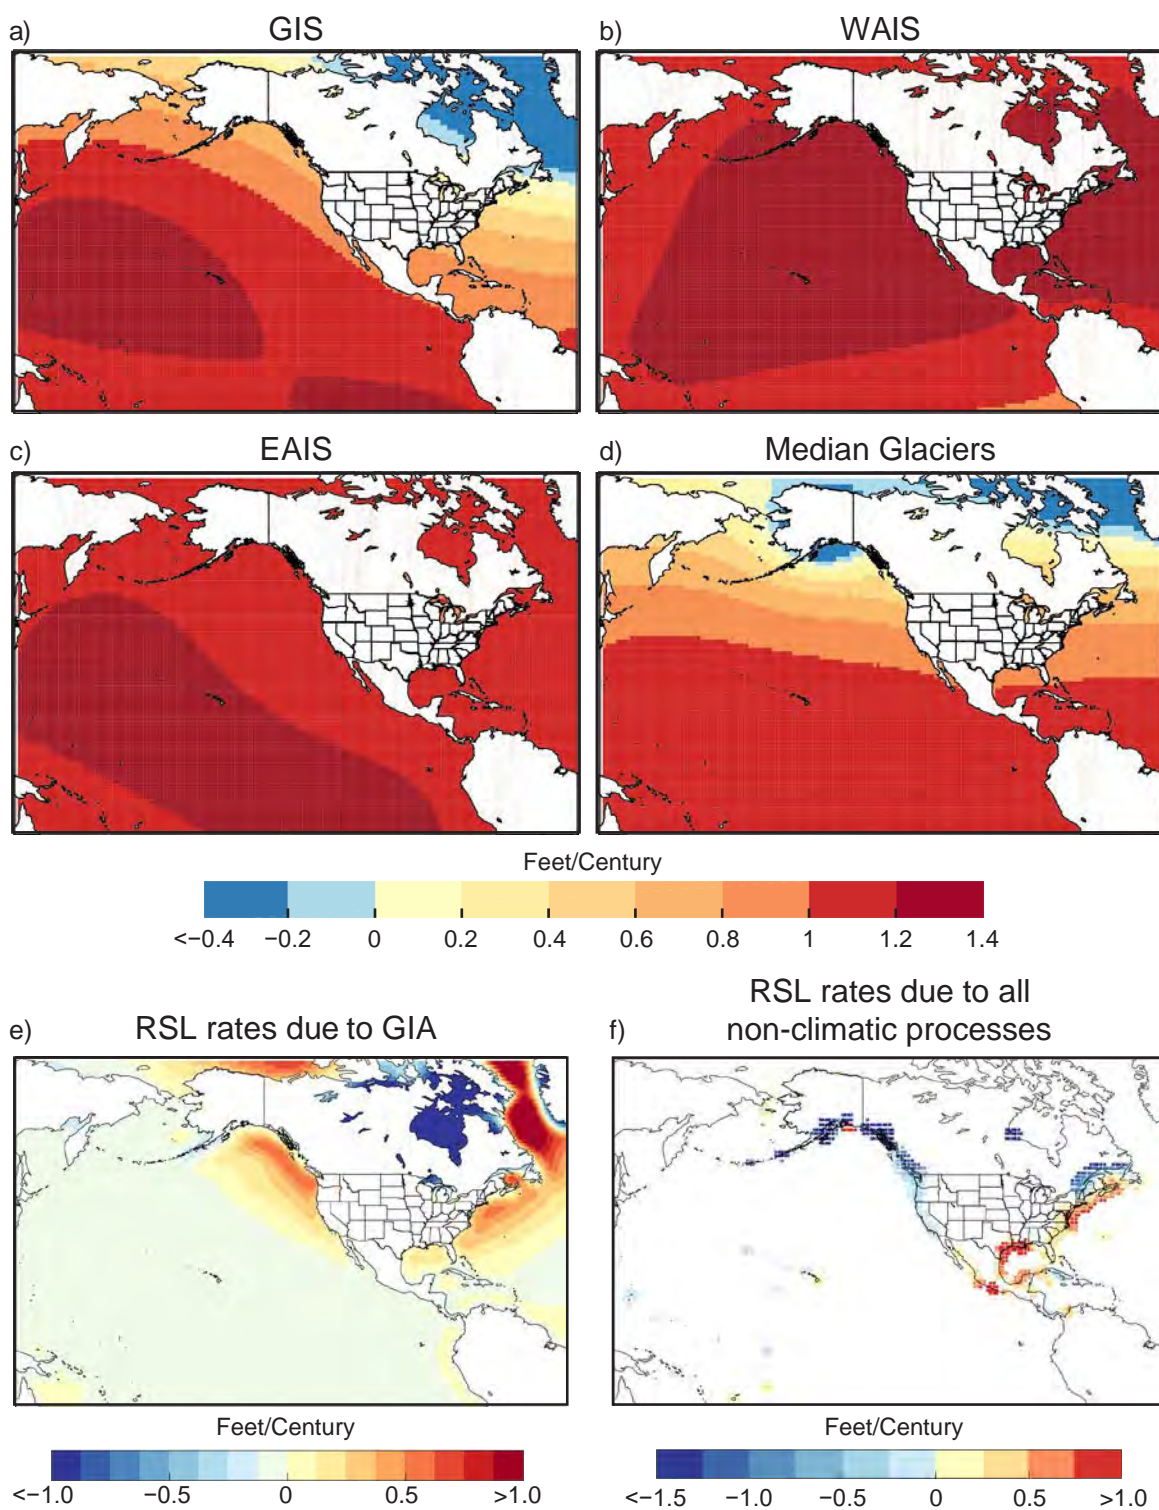 a) GIS
b) WAIS
c) EAIS
d) Median Glaciers
Feet/Century
<−0.4 −0.2 0 0.2 0.4 0.6 0.8 1 1.2 1.4
e) RSL rates due to GIA
f) RSL rates due to all
non-climatic processes
Feet/Century
<−1.0 −0.5 0 0.5 >1.0
Feet/Century
<−1.5 −1.0 −0.5 0 0.5 >1.0